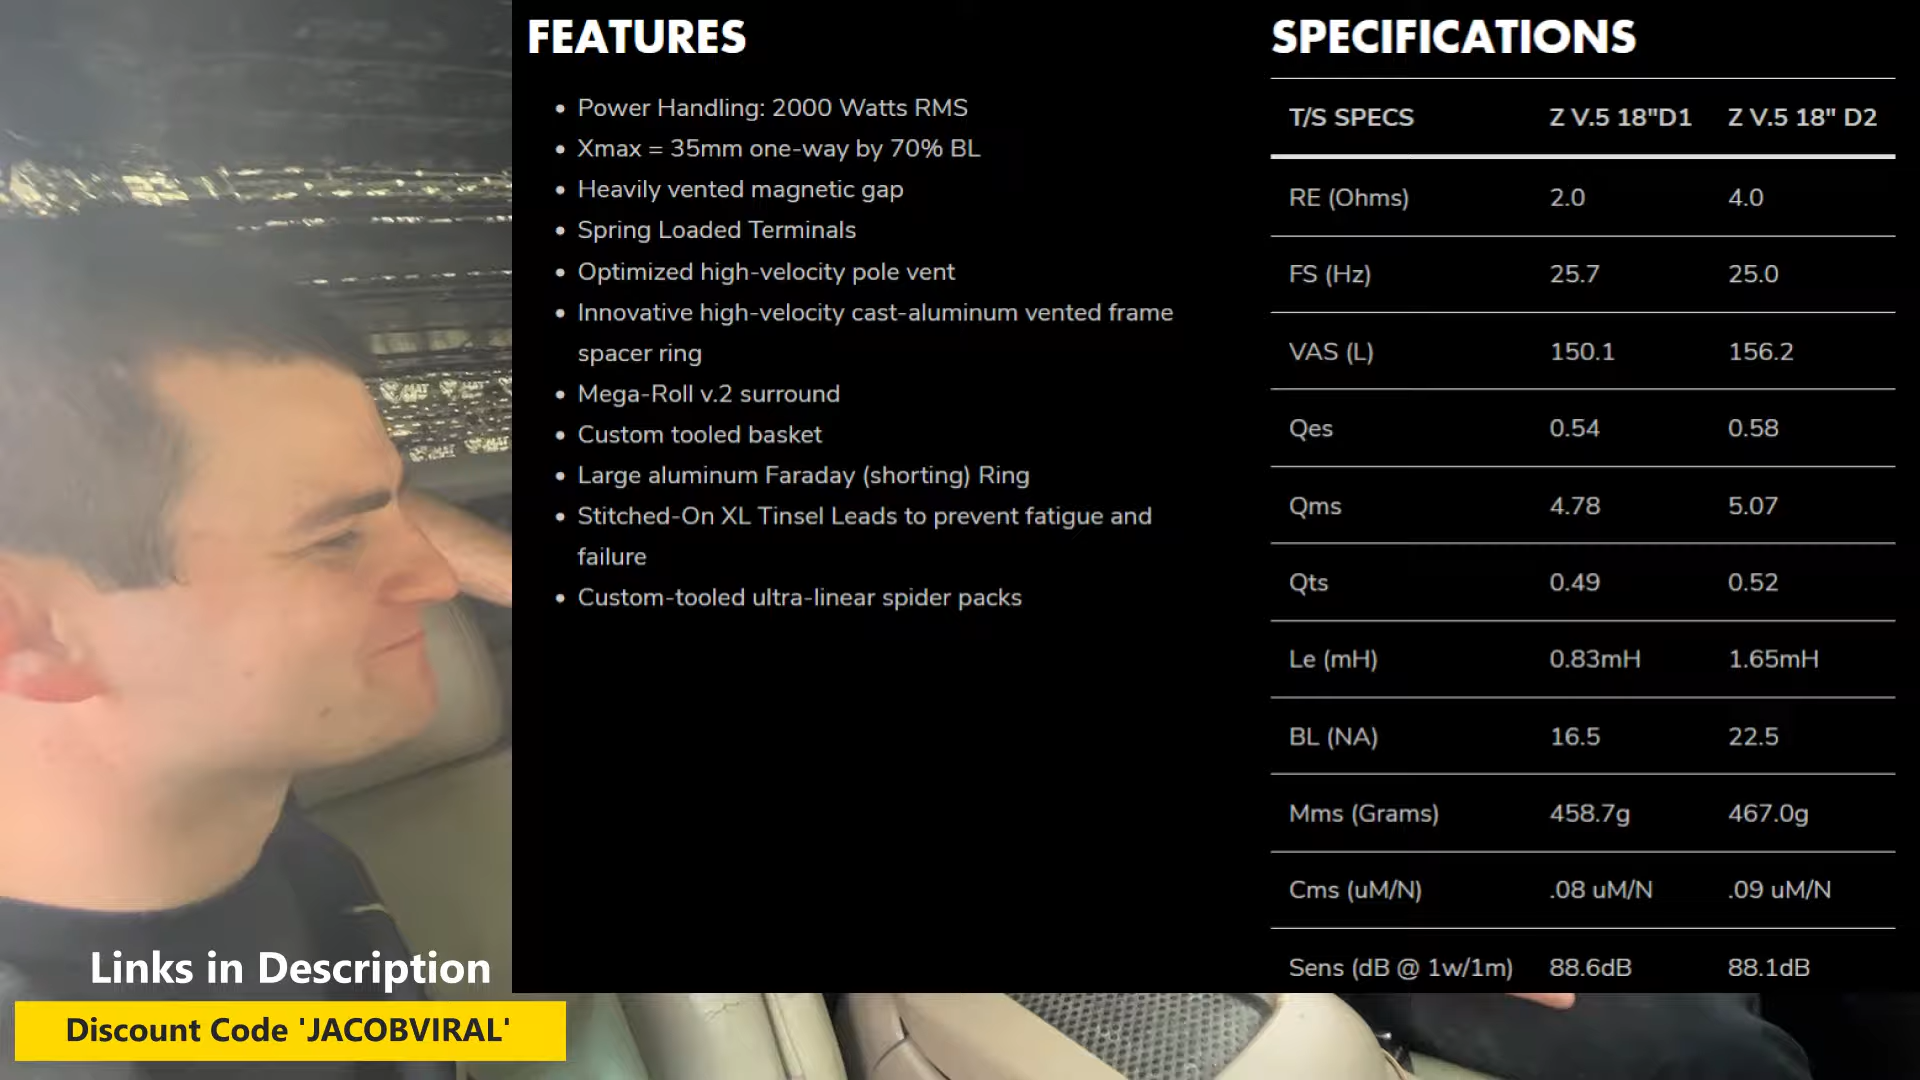 FEATURES
Power Handling: 2000 Watts RMS
Xmax = 35mm one-way by 70% BL
Heavily vented magnetic gap
Spring Loaded Terminals
Optimized high-velocity pole vent
Innovative high-velocity cast-aluminum vented frame
spacer ring
Mega-Roll v.2 surround
Custom tooled basket
Large aluminum Faraday (shorting) Ring
Stitched-On XL Tinsel Leads to prevent fatigue and
failure
Custom-tooled ultra-linear spider packs
SPECIFICATIONS
T/S SPECS Z V.5 18"D1 Z V.5 18" D2
RE (Ohms) 2.0 4.0
FS (Hz) 25.7 25.0
VAS (L) 150.1 156.2
Qes 0.54 0.58
Qms 4.78 5.07
Qts 0.49 0.52
Le (mH) 0.83mH 1.65mH
BL (NA) 16.5 22.5
Mms (Grams) 458.7g 467.0g
Cms (uM/N) .08 uM/N .09 uM/N
Sens (dB @ 1w/1m) 88.6dB 88.1dB
Links in Description
Discount Code 'JACOBVIRAL'